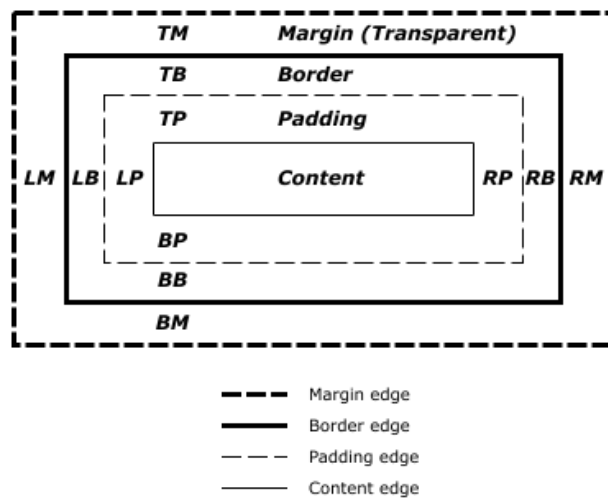 TM Margin (Transparent)
TB Border
TP Padding
LM LB LP Content RP RB RM
BP
BB
BM
Margin edge
Border edge
Padding edge
Content edge